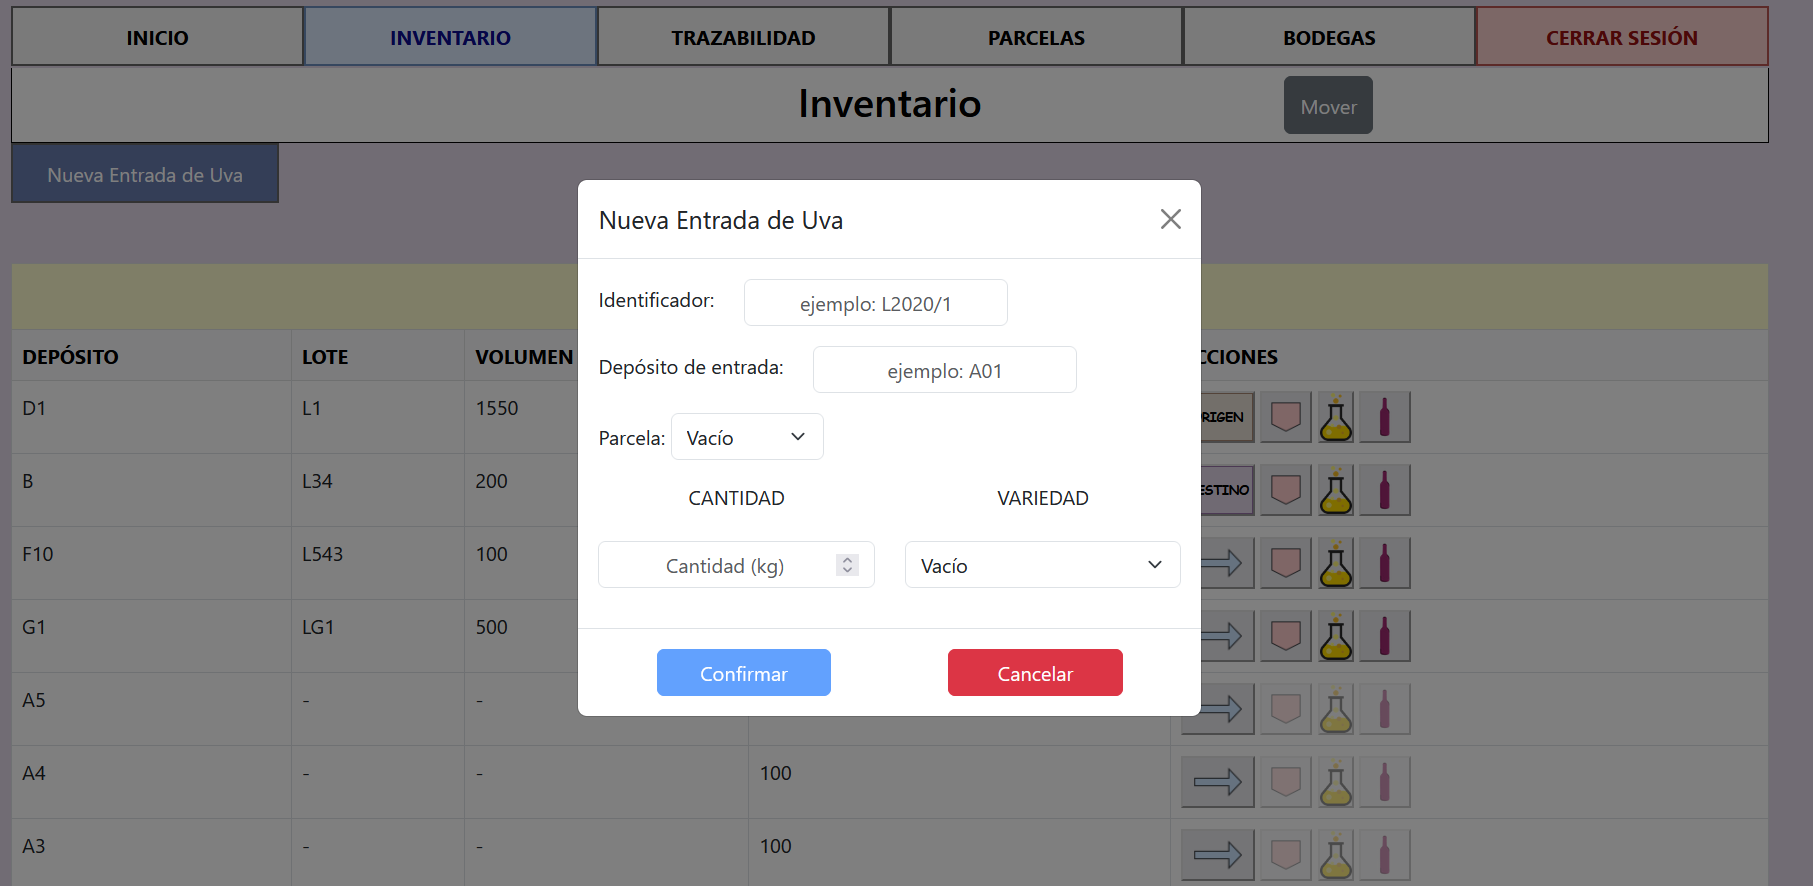 INICIO INVENTARIO TRAZABILIDAD PARCELAS BODEGAS CERRAR SESIÓN
Inventario Mover
Nueva Entrada de Uva
Nueva Entrada de Uva
Identificador: ejemplo: L2020/1
Depósito de entrada: ejemplo: A01
Parcela: Vacío
CANTIDAD VARIEDAD
Cantidad (kg) Vacío
Confirmar Cancelar
DEPÓSITO LOTE VOLUMEN CCIONES
D1 L1 1550 RIGEN
B L34 200 ESTINO
F10 L543 100
G1 LG1 500
A5 - -
A4 - - 100
A3 - - 100